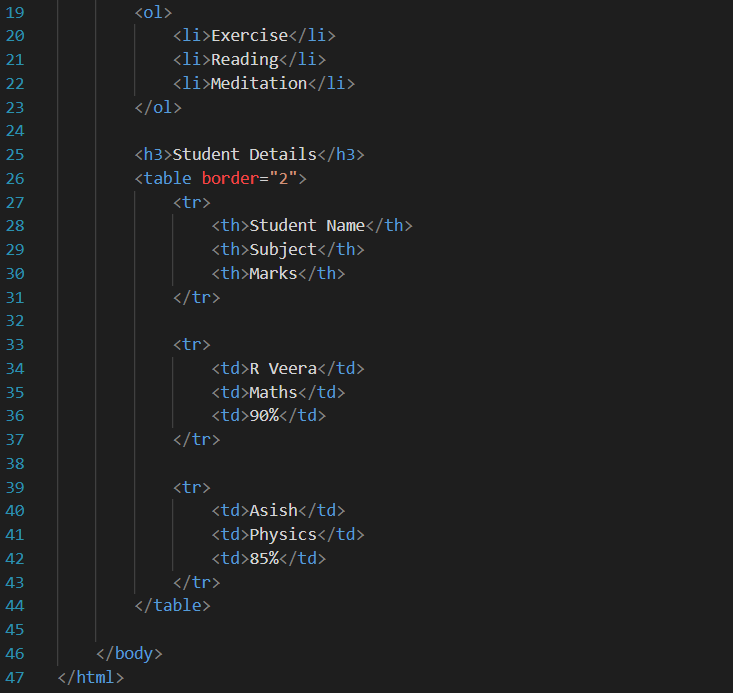 19 <ol>
20 <li>Exercise</li>
21 <li>Reading</li>
22 <li>Meditation</li>
23 </ol>
24
25 <h3>Student Details</h3>
26 <table border="2">
27 <tr>
28 <th>Student Name</th>
29 <th>Subject</th>
30 <th>Marks</th>
31 </tr>
32
33 <tr>
34 <td>R Veera</td>
35 <td>Maths</td>
36 <td>90%</td>
37 </tr>
38
39 <tr>
40 <td>Asish</td>
41 <td>Physics</td>
42 <td>85%</td>
43 </tr>
44 </table>
45
46 </body>
47 </html>